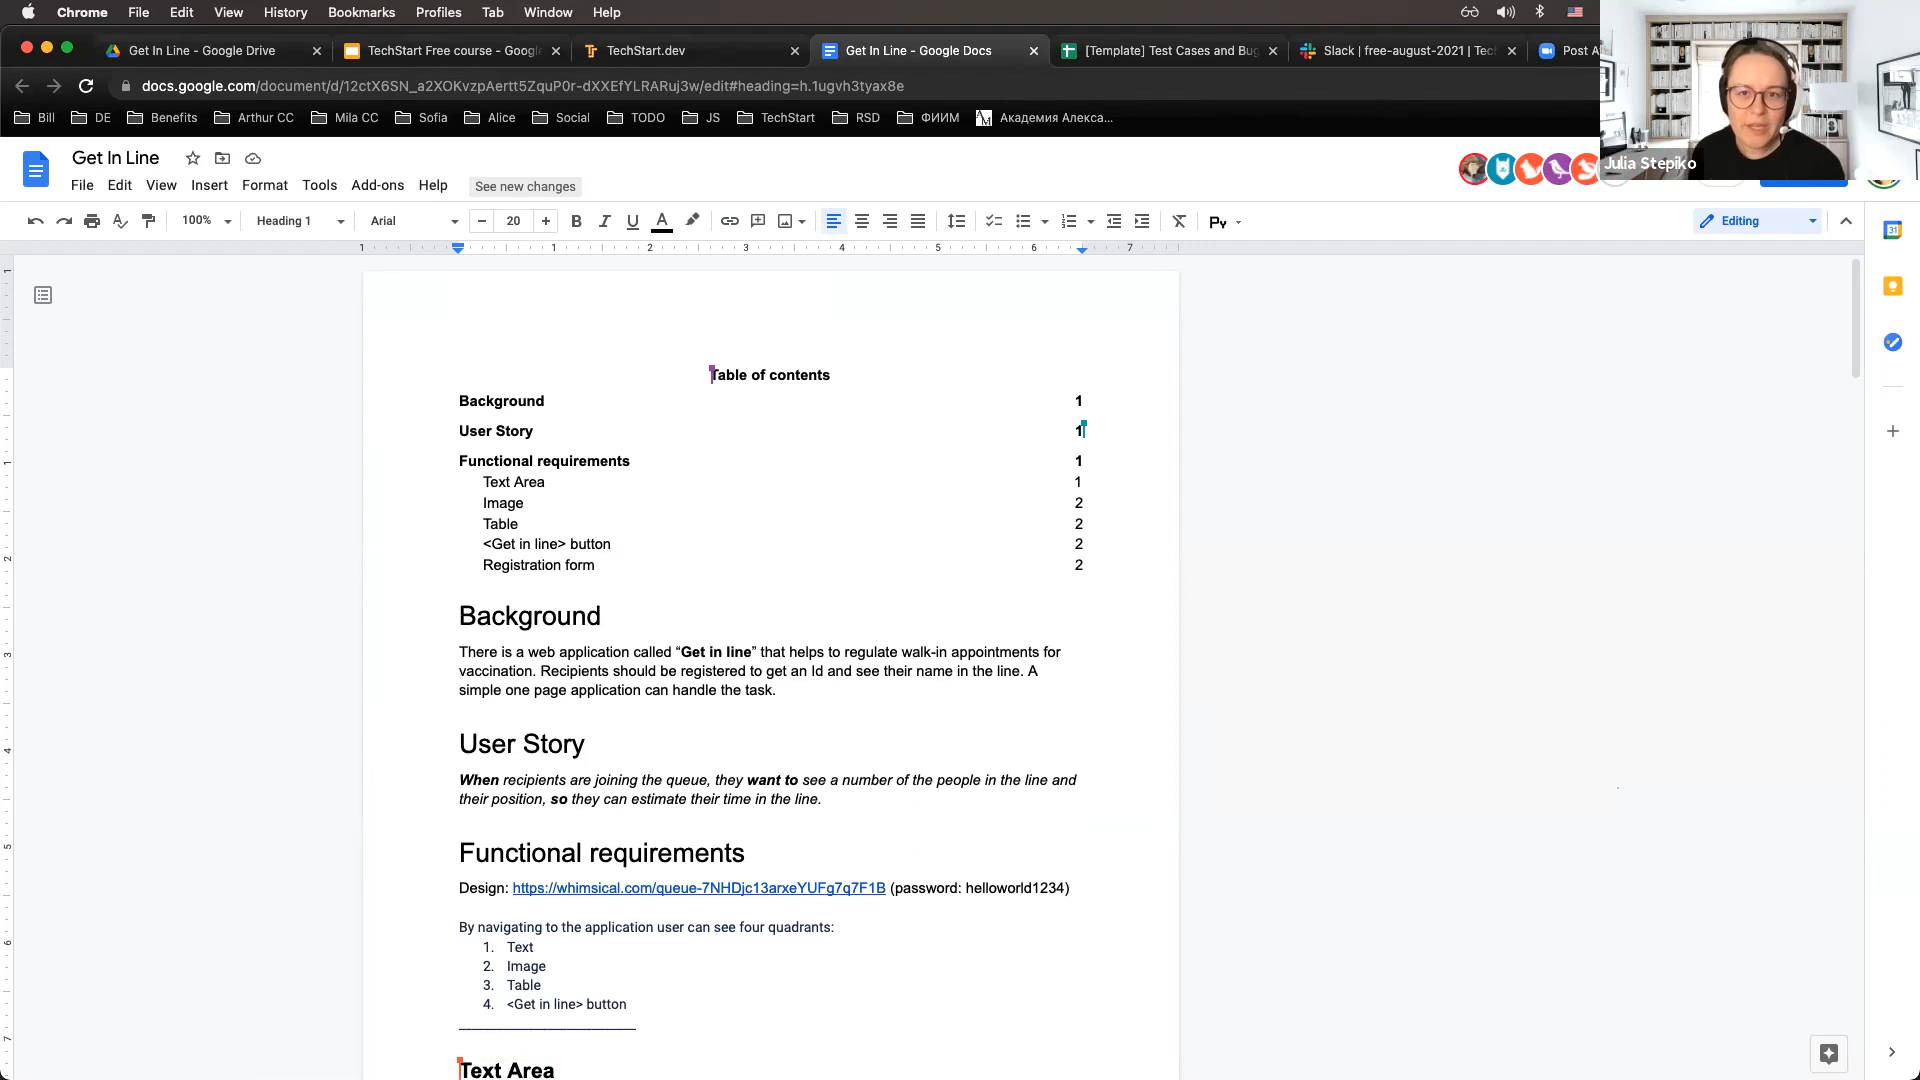 Chrome File Edit View History Bookmarks Profiles Tab Window Help
Get In Line - Google Drive
TechStart Free course - Google
TechStart.dev
Get In Line - Google Docs
[Template] Test Cases and Bug
Slack | free-august-2021 | Tec
Post A
docs.google.com/document/d/12ctX6SN_a2XOKvzpAertt5ZquP0r-dXXEfYLRARuj3w/edit#heading=h.1ugvh3tyax8e
Bill DE Benefits Arthur CC Mila CC Sofia Alice Social TODO JS TechStart RSD ФИИМ Академия Алекса...
Julia Stepiko
Get In Line
File Edit View Insert Format Tools Add-ons Help See new changes
100% Heading 1 Arial 20 B I U A Editing
1 1 2 3 4 5 6 7
31
Table of contents
Background 1
User Story 1
Functional requirements 1
Text Area 1
Image 2
Table 2
<Get in line> button 2
Registration form 2
Background
There is a web application called “Get in line” that helps to regulate walk-in appointments for
vaccination. Recipients should be registered to get an Id and see their name in the line. A
simple one page application can handle the task.
User Story
When recipients are joining the queue, they want to see a number of the people in the line and
their position, so they can estimate their time in the line.
Functional requirements
Design: https://whimsical.com/queue-7NHDjc13arxeYUFg7q7F1B (password: helloworld1234)
By navigating to the application user can see four quadrants:
1. Text
2. Image
3. Table
4. <Get in line> button
Text Area